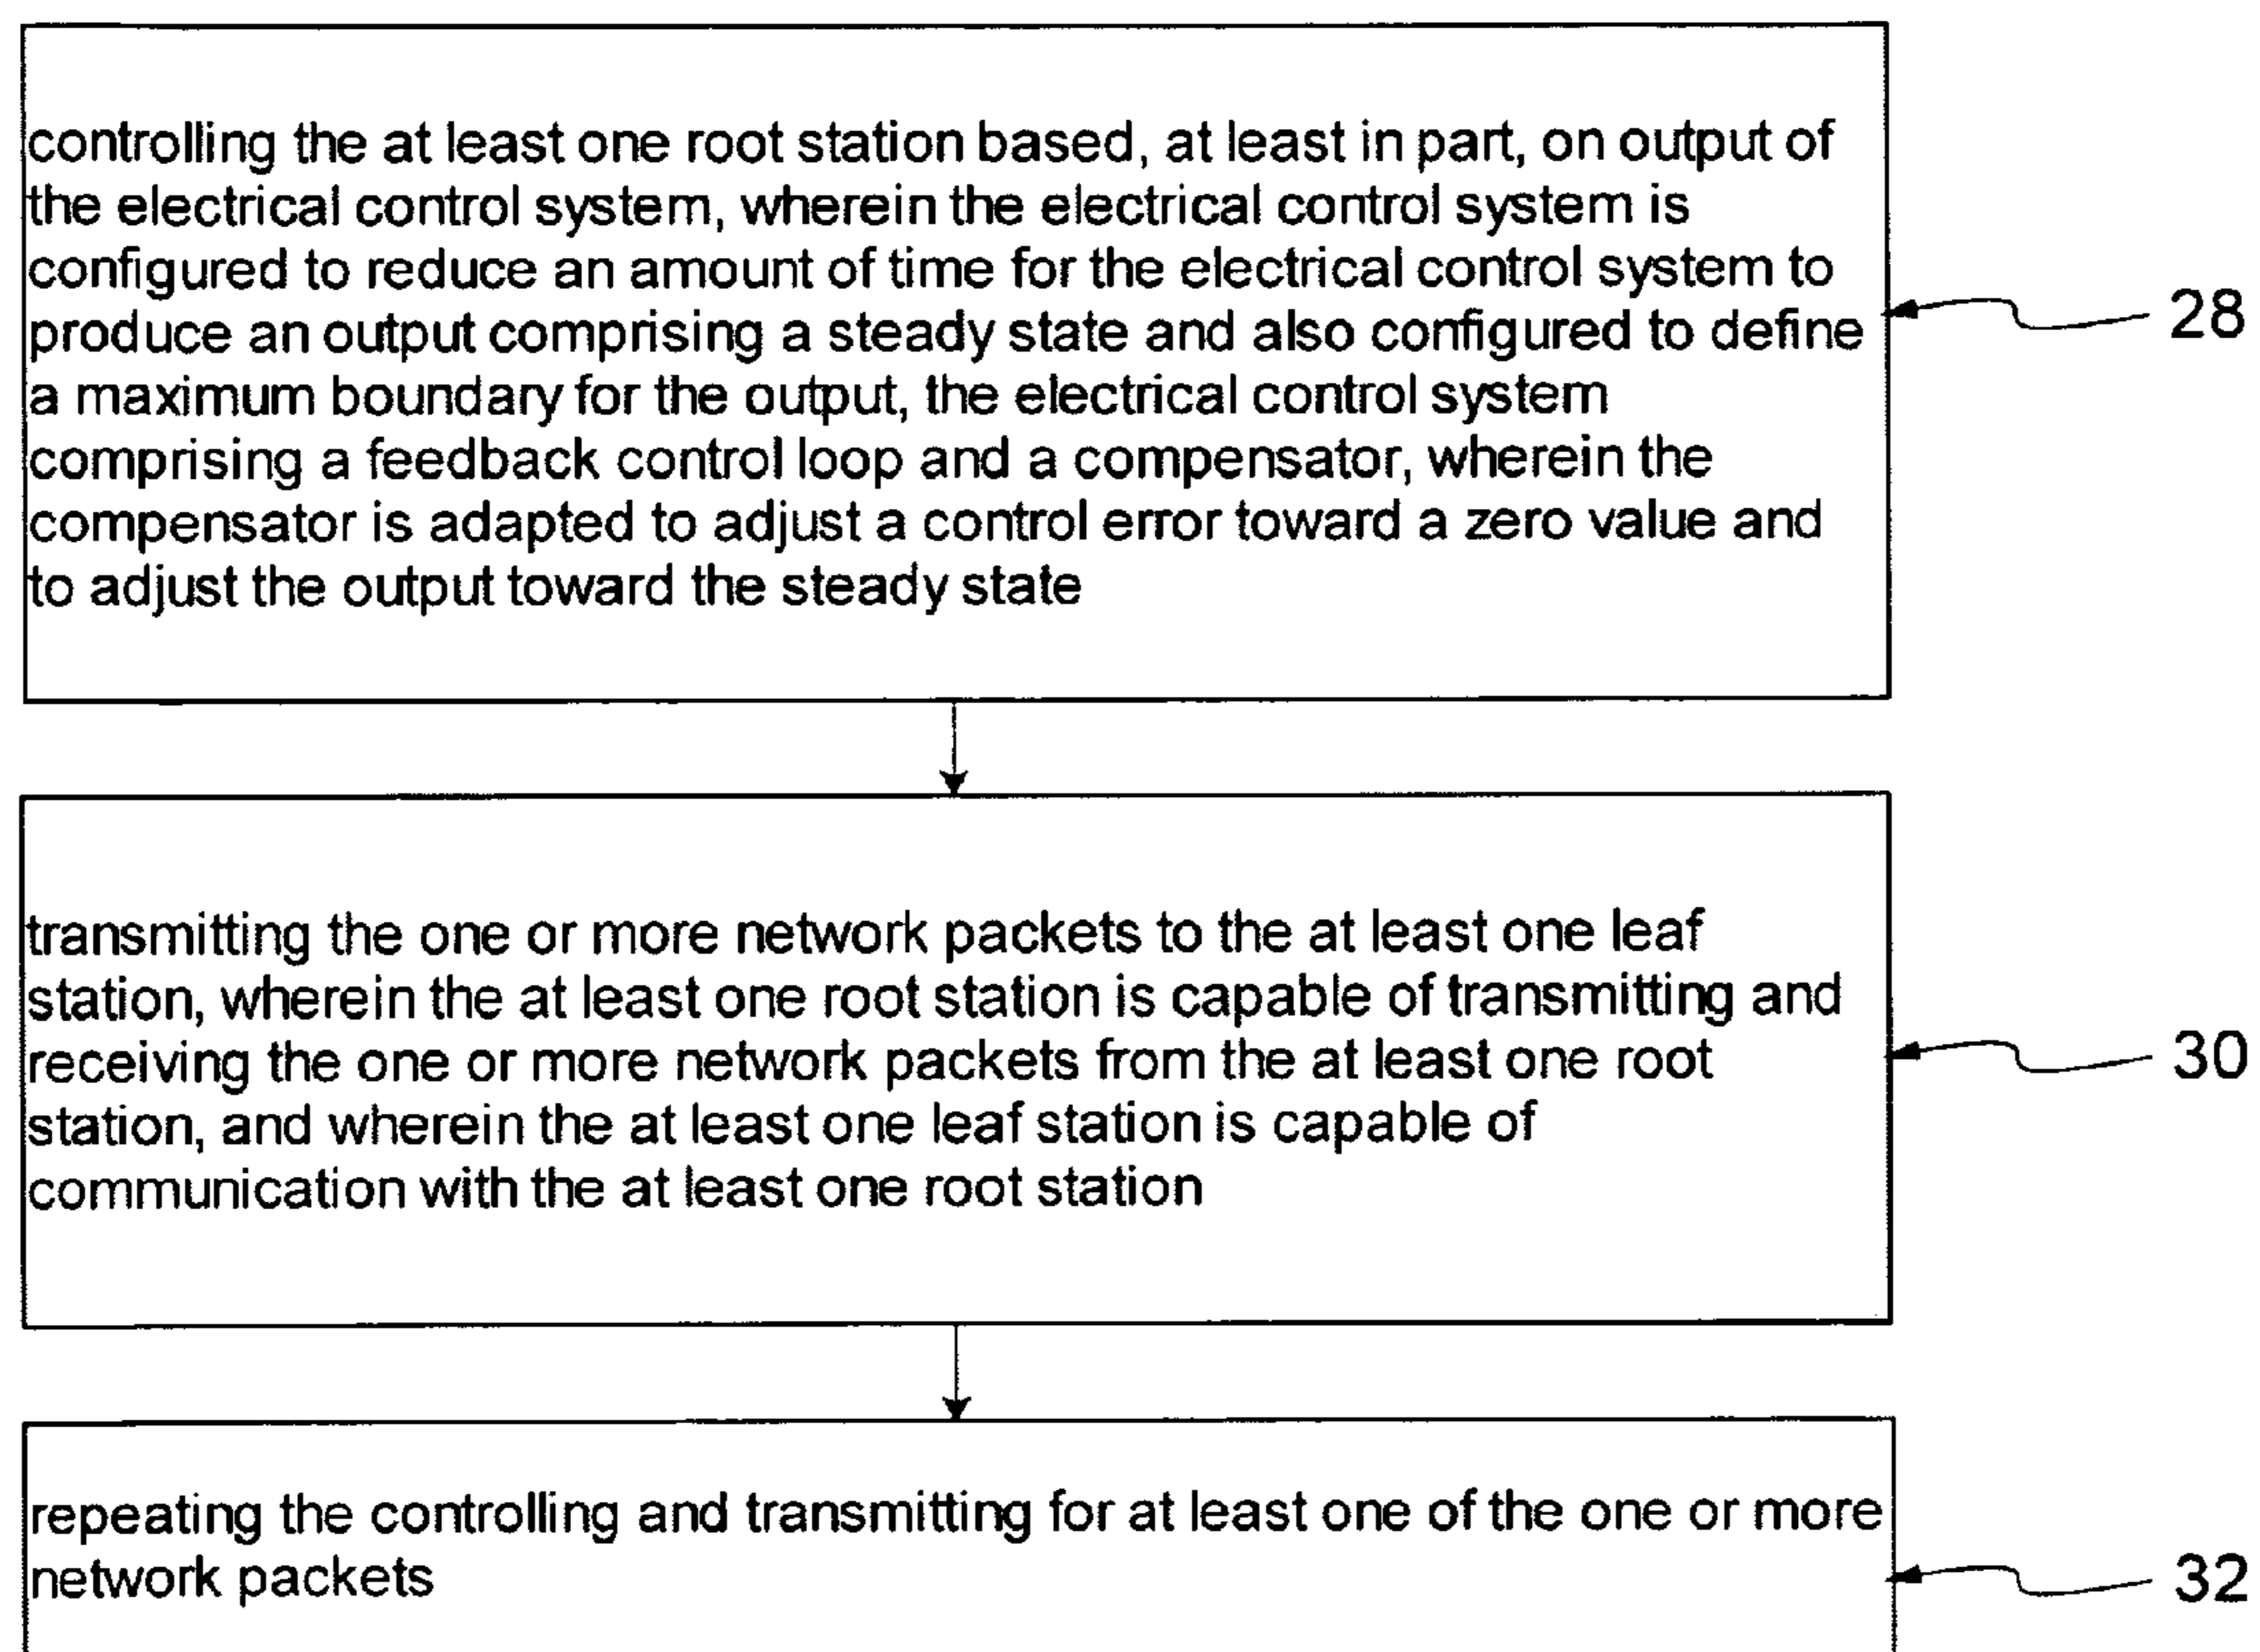 controlling the at least one root station based, at least in part, on output of
the electrical control system, wherein the electrical control system is
configured to reduce an amount of time for the electrical control system to
produce an output comprising a steady state and also configured to define
a maximum boundary for the output, the electrical control system
comprising a feedback control loop and a compensator, wherein the
compensator is adapted to adjust a control error toward a zero value and
to adjust the output toward the steady state
28
transmitting the one or more network packets to the at least one leaf
station, wherein the at least one root station is capable of transmitting and
receiving the one or more network packets from the at least one root
station, and wherein the at least one leaf station is capable of
communication with the at least one root station
30
repeating the controlling and transmitting for at least one of the one or more
network packets
32